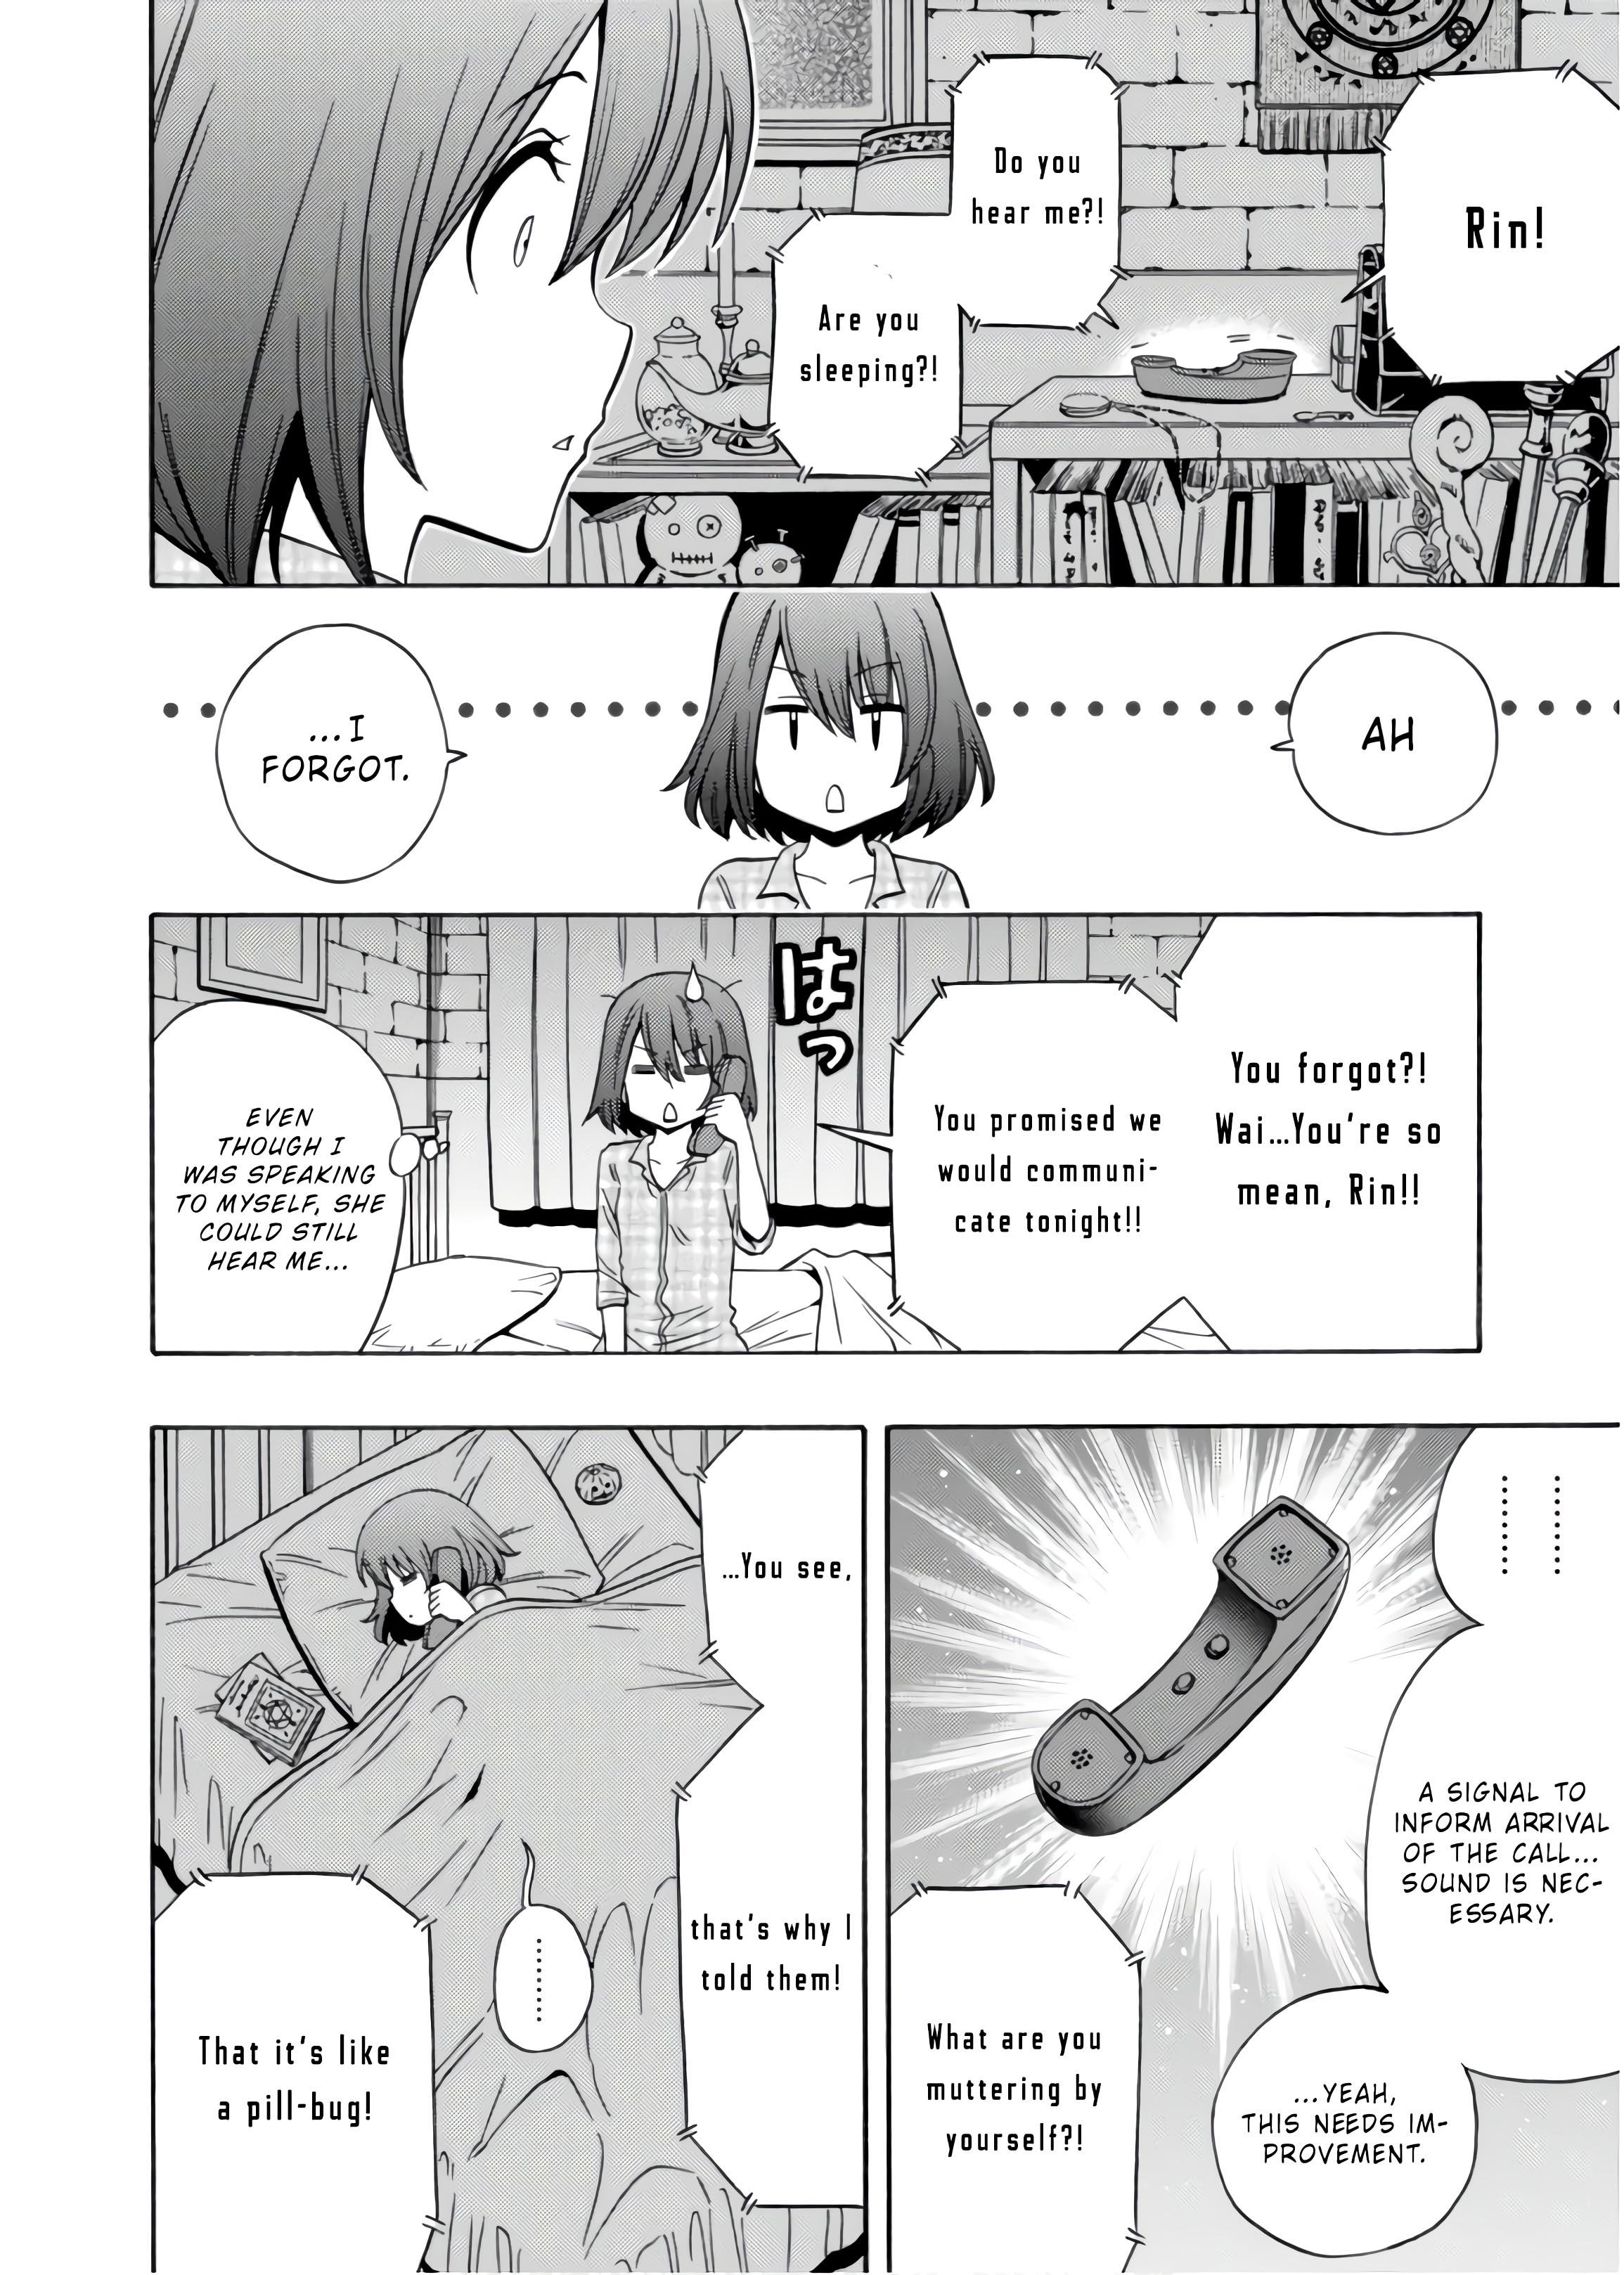 Rin!
Do you
hear me?!
Are you
sleeping?!
AH
...I
FORGOT.
You forgot?!
Wai...You're so
mean, Rin!!
You promised we
would communi-
cate tonight!!
はっ
EVEN
THOUGH I
WAS SPEAKING
TO MYSELF, SHE
COULD STILL
HEAR ME...
A SIGNAL TO
INFORM ARRIVAL
OF THE CALL...
SOUND IS NEC-
ESSARY.
...YEAH,
THIS NEEDS IM-
PROVEMENT.
What are you
muttering by
yourself?!
...You see,
that's why I
told them!
.........
That it's like
a pill-bug!